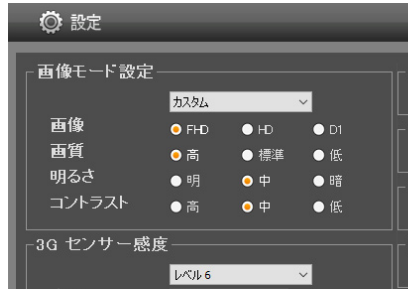 設定
画像モード設定
カスタム
画像 FHD HD D1
画質 高 標準 低
明るさ 明 中 暗
コントラスト 高 中 低
3G センサー感度
レベル 6